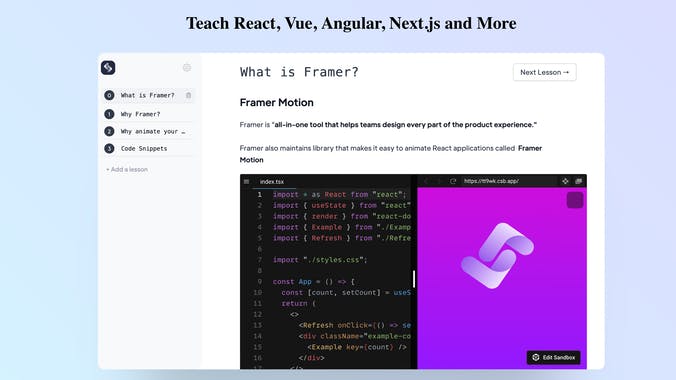 Teach React, Vue, Angular, Next.js and More
What is Framer?
Next Lesson →
0 What is Framer?
1 Why Framer?
2 Why animate your …
3 Code Snippets
+ Add a lesson
Framer Motion
Framer is "all-in-one tool that helps teams design every part of the product experience."
Framer also maintains library that makes it easy to animate React applications called Framer
Motion
index.tsx
https://tt9wk.csb.app/
1 import * as React from "react";
2 import { useState } from "react"
3 import { render } from "react-do
4 import { Example } from "./Examp
5 import { Refresh } from "./Refre
6
7 import "./styles.css";
8
9 const App = () => {
10 const [count, setCount] = useS
11 return (
12 <>
13 <Refresh onClick={() => se
14 <div className="example-co
15 <Example key={count} />
16 </div>
17 </>
Edit Sandbox